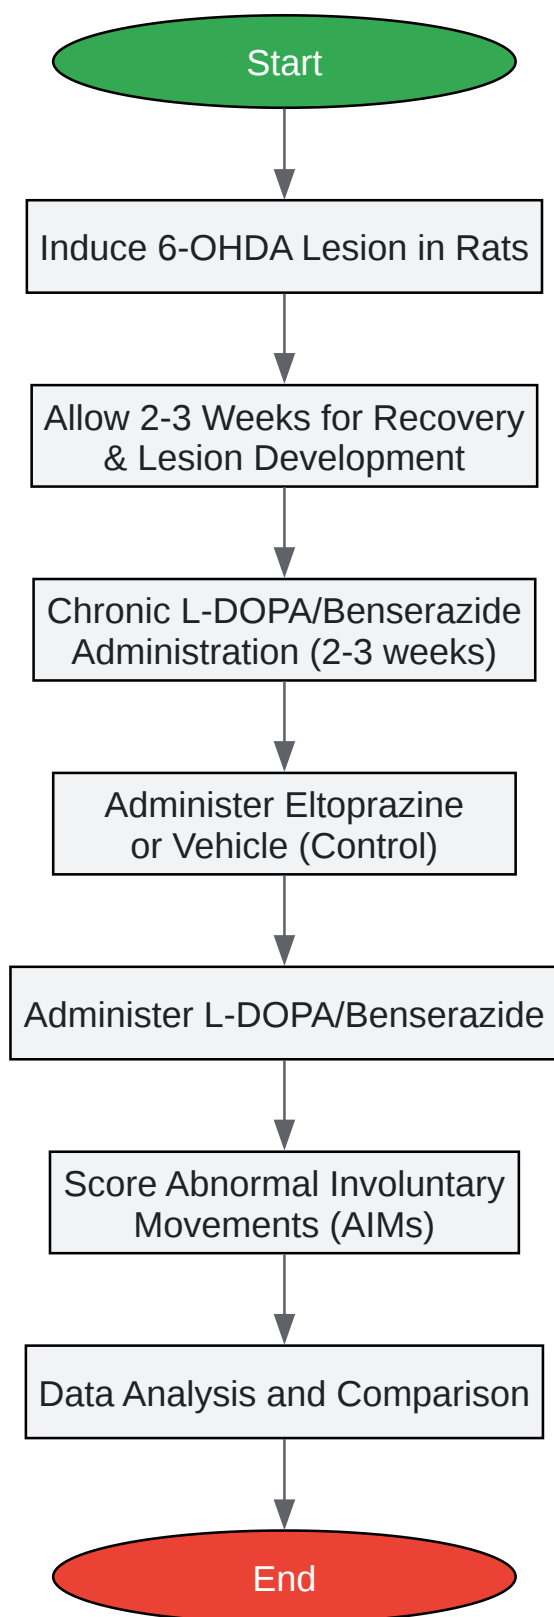 Start
Induce 6-OHDA Lesion in Rats
Allow 2-3 Weeks for Recovery
& Lesion Development
Chronic L-DOPA/Benserazide
Administration (2-3 weeks)
Administer Eltoprazine
or Vehicle (Control)
Administer L-DOPA/Benserazide
Score Abnormal Involuntary
Movements (AIMs)
Data Analysis and Comparison
End